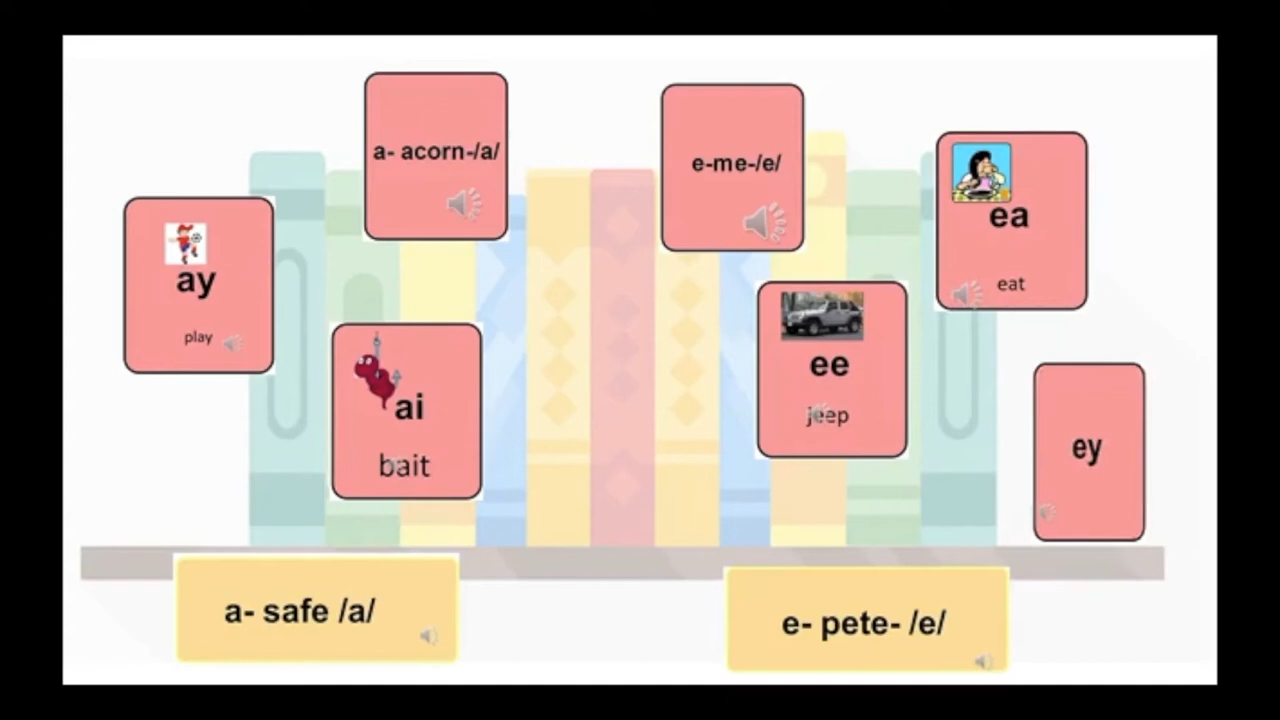 a- acorn-/a/
e-me-/e/
ea
eat
ay
play
ai
bait
ee
jeep
ey
a- safe /a/
e- pete- /e/